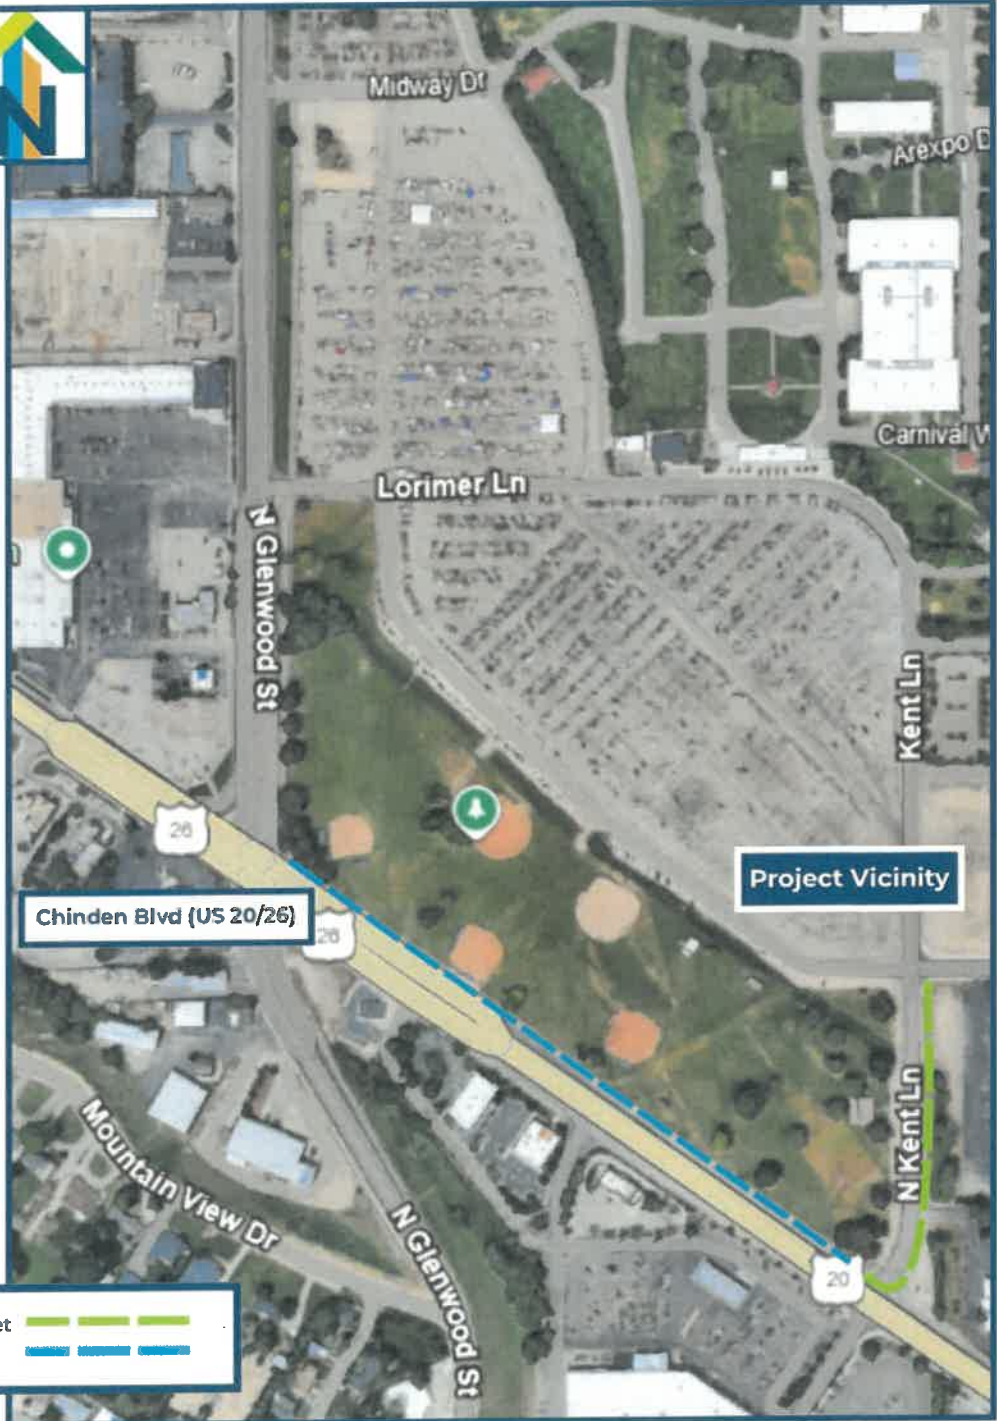 N
Midway Dr
Arexpo D
Carnival W
Lorimer Ln
N Glenwood St
Kent Ln
26
Project Vicinity
Chinden Blvd (US 20/26)
26
N Kent Ln
Mountain View Dr
N Glenwood St
20
et